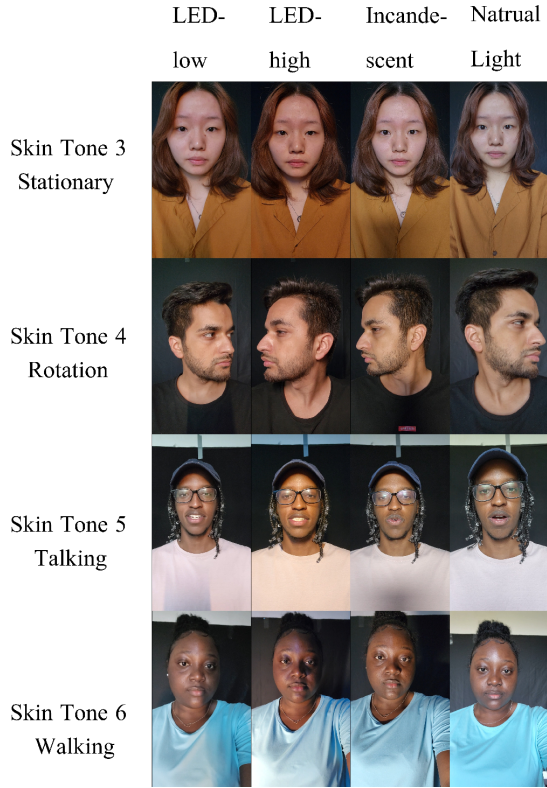 LED-
low
LED-
high
Incande-
scent
Natrual
Light
Skin Tone 3
Stationary
Skin Tone 4
Rotation
Skin Tone 5
Talking
Skin Tone 6
Walking